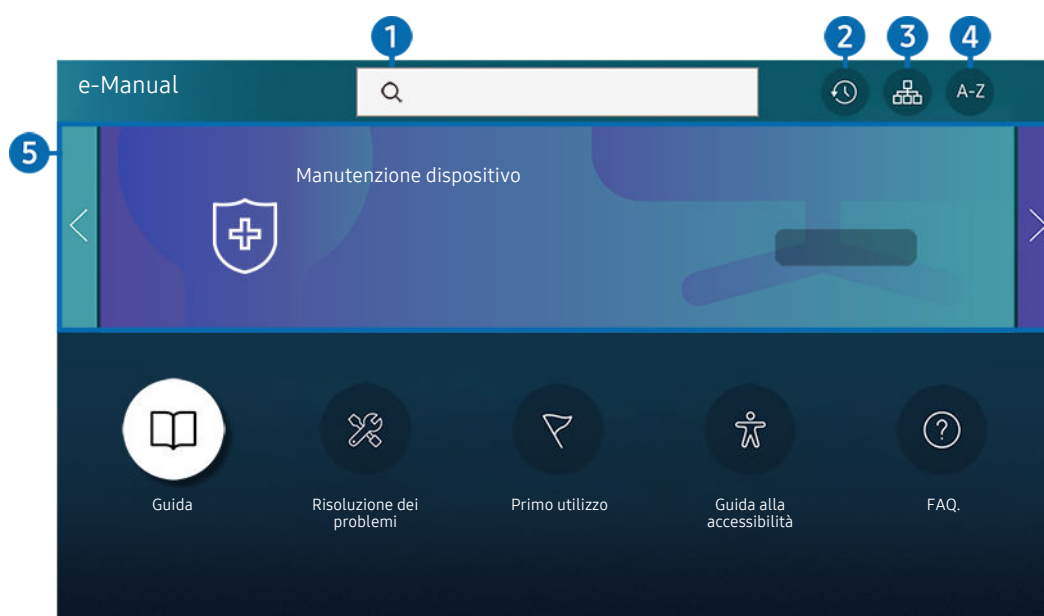 1
2
3
4
e-Manual
A-Z
5
Manutenzione dispositivo
Guida
Risoluzione dei
problemi
Primo utilizzo
Guida alla
accessibilità
FAQ.